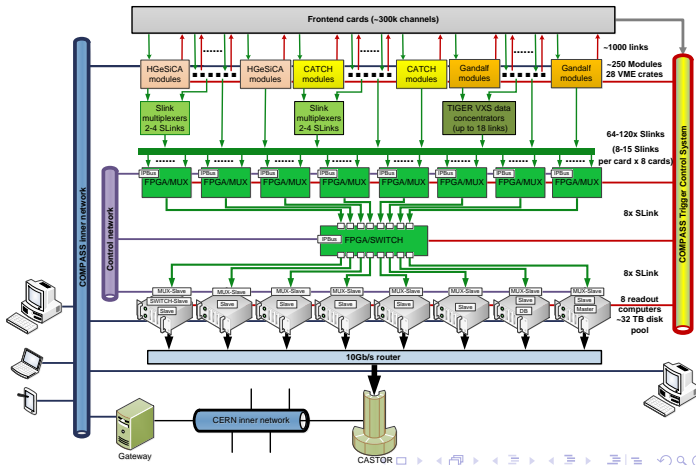 Frontend cards (~300k channels)
~1000 links
HGeSiCA
modules
HGeSiCA
modules
CATCH
modules
CATCH
modules
Gandalf
modules
Gandalf
modules
~250 Modules
28 VME crates
Slink
multiplexers
2-4 SLinks
Slink
multiplexers
2-4 SLinks
TIGER VXS data
concentrators
(up to 18 links)
64-120x Slinks
(8-15 Slinks
per card x 8 cards)
IPBus
FPGA/MUX
IPBus
FPGA/MUX
IPBus
FPGA/MUX
IPBus
FPGA/MUX
IPBus
FPGA/MUX
IPBus
FPGA/MUX
IPBus
FPGA/MUX
IPBus
FPGA/MUX
8x SLink
IPBus
FPGA/SWITCH
8x SLink
COMPASS inner network
Control network
COMPASS Trigger Control System
MUX-Slave
SWITCH-Slave
Slave
MUX-Slave
Slave
MUX-Slave
Slave
MUX-Slave
Slave
MUX-Slave
Slave
MUX-Slave
Slave
MUX-Slave
Slave
DB
MUX-Slave
Slave
Master
8 readout
computers
~32 TB disk
pool
10Gb/s router
CERN inner network
Gateway
CASTOR